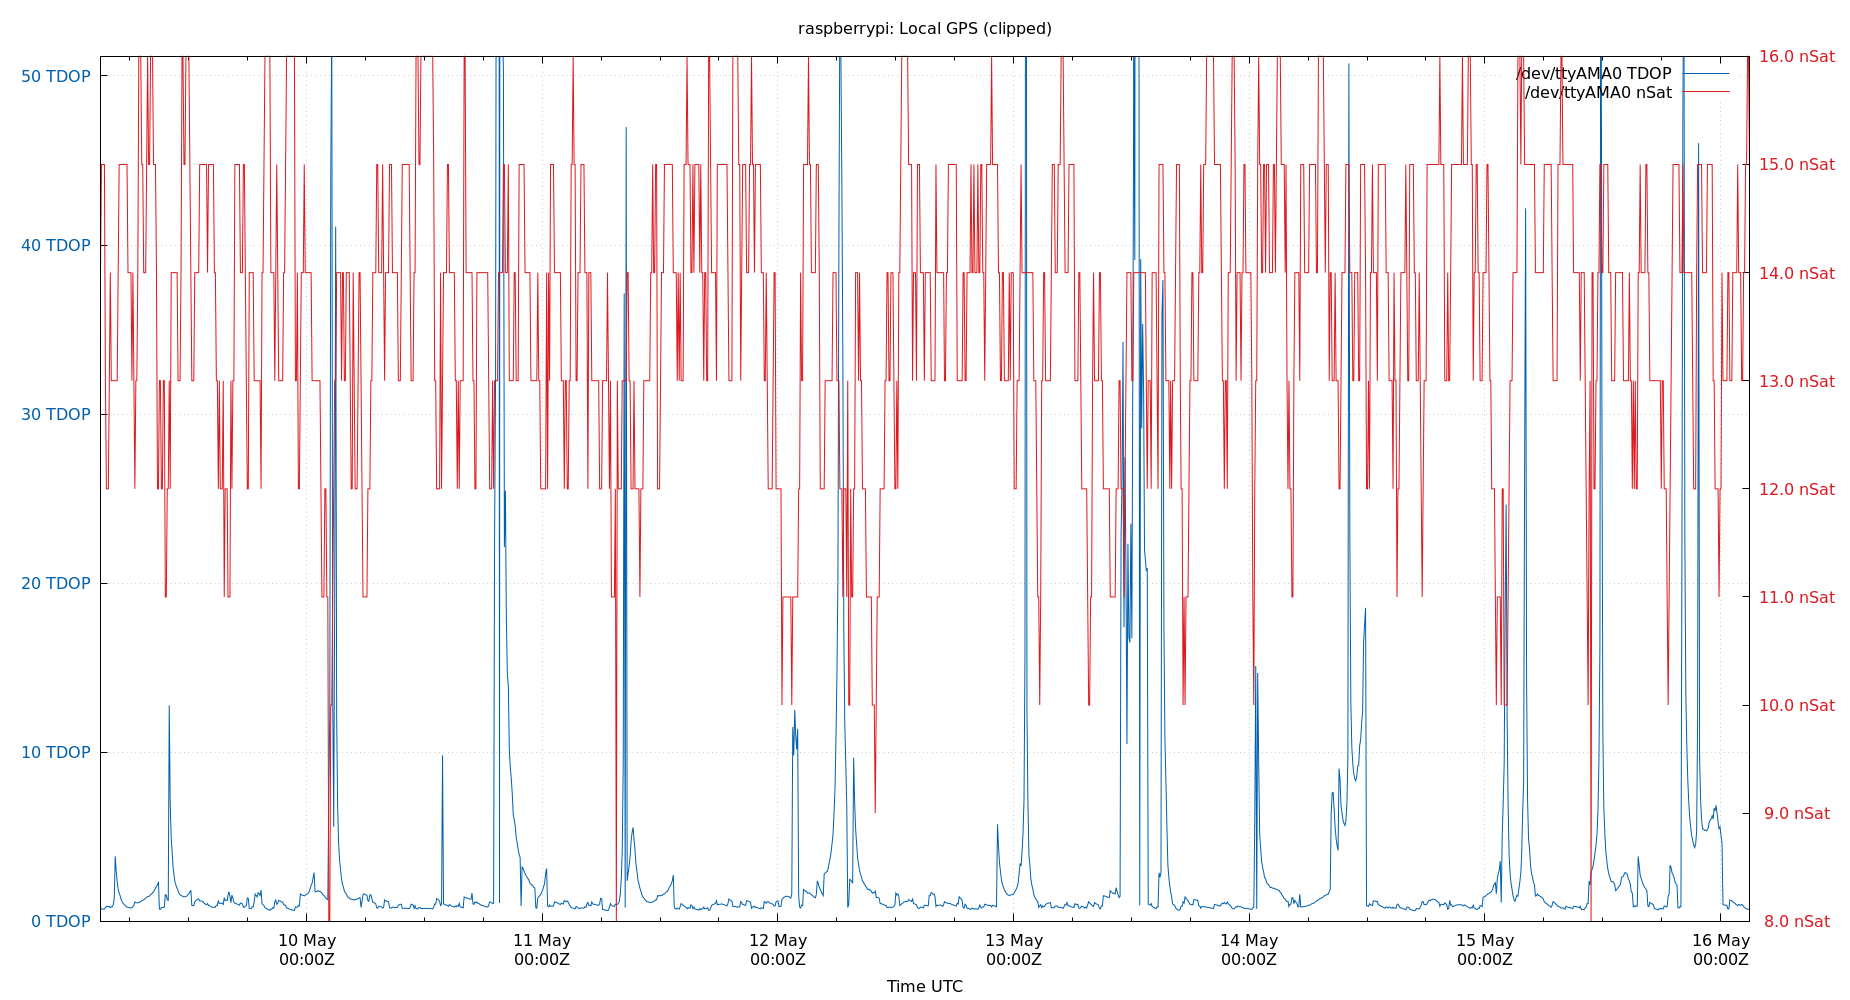 raspberrypi: Local GPS (clipped)
/dev/ttyAMA0 TDOP
/dev/ttyAMA0 nSat
50 TDOP
40 TDOP
30 TDOP
20 TDOP
10 TDOP
0 TDOP
16.0 nSat
15.0 nSat
14.0 nSat
13.0 nSat
12.0 nSat
11.0 nSat
10.0 nSat
9.0 nSat
8.0 nSat
10 May
00:00Z
11 May
00:00Z
12 May
00:00Z
13 May
00:00Z
14 May
00:00Z
15 May
00:00Z
16 May
00:00Z
Time UTC